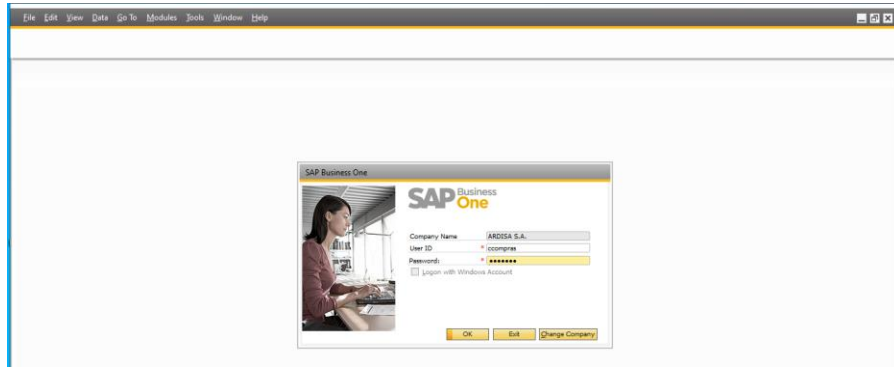 File Edit View Data Go To Modules Tools Window Help
SAP Business One
SAP Business One
Company Name ARDISA S.A.
User ID * ccompras
Password: * •••••••
Logon with Windows Account
OK Exit Change Company